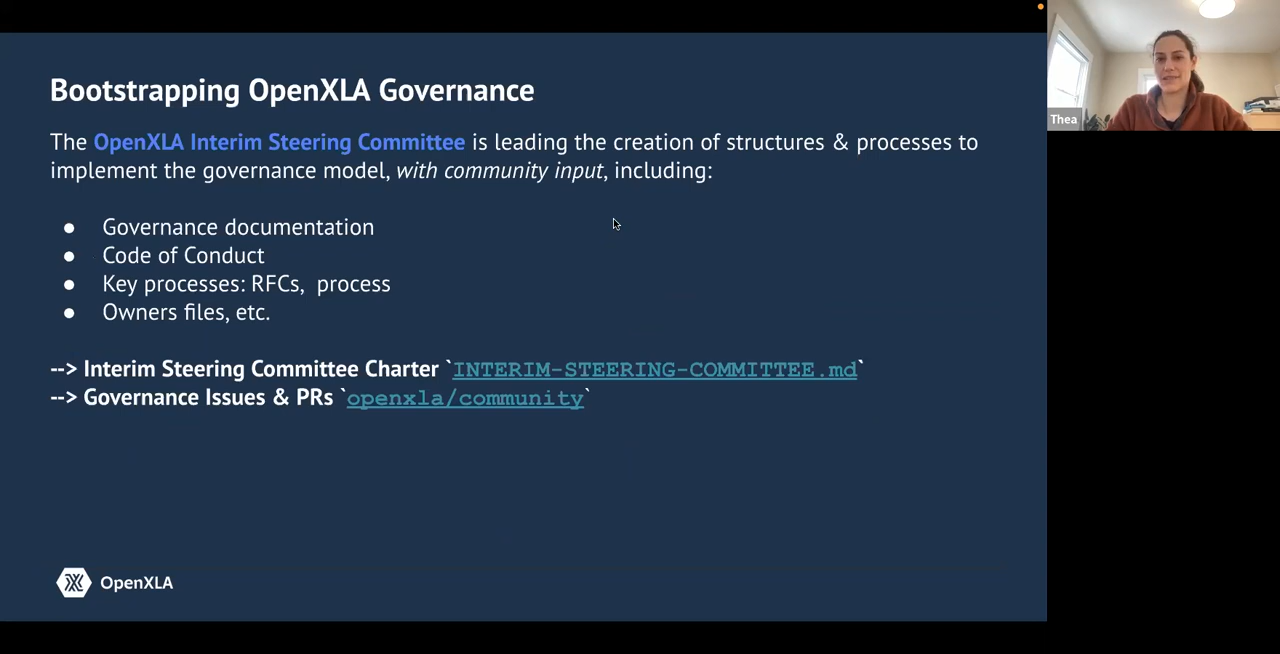 Bootstrapping OpenXLA Governance
The OpenXLA Interim Steering Committee is leading the creation of structures & processes to
implement the governance model, with community input, including:
● Governance documentation
● Code of Conduct
● Key processes: RFCs,  process
● Owners files, etc.
--> Interim Steering Committee Charter `INTERIM-STEERING-COMMITTEE.md`
--> Governance Issues & PRs `openxla/community`
OpenXLA
Thea